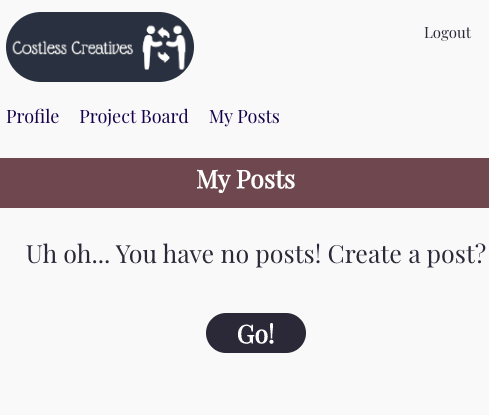 Costless Creatives
Logout
Profile Project Board My Posts
My Posts
Uh oh... You have no posts! Create a post?
Go!